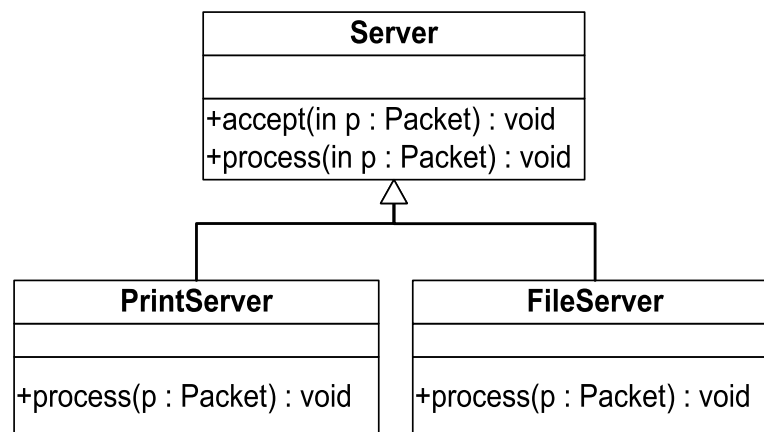 Server
+accept(in p : Packet) : void
+process(in p : Packet) : void
PrintServer
+process(p : Packet) : void
FileServer
+process(p : Packet) : void